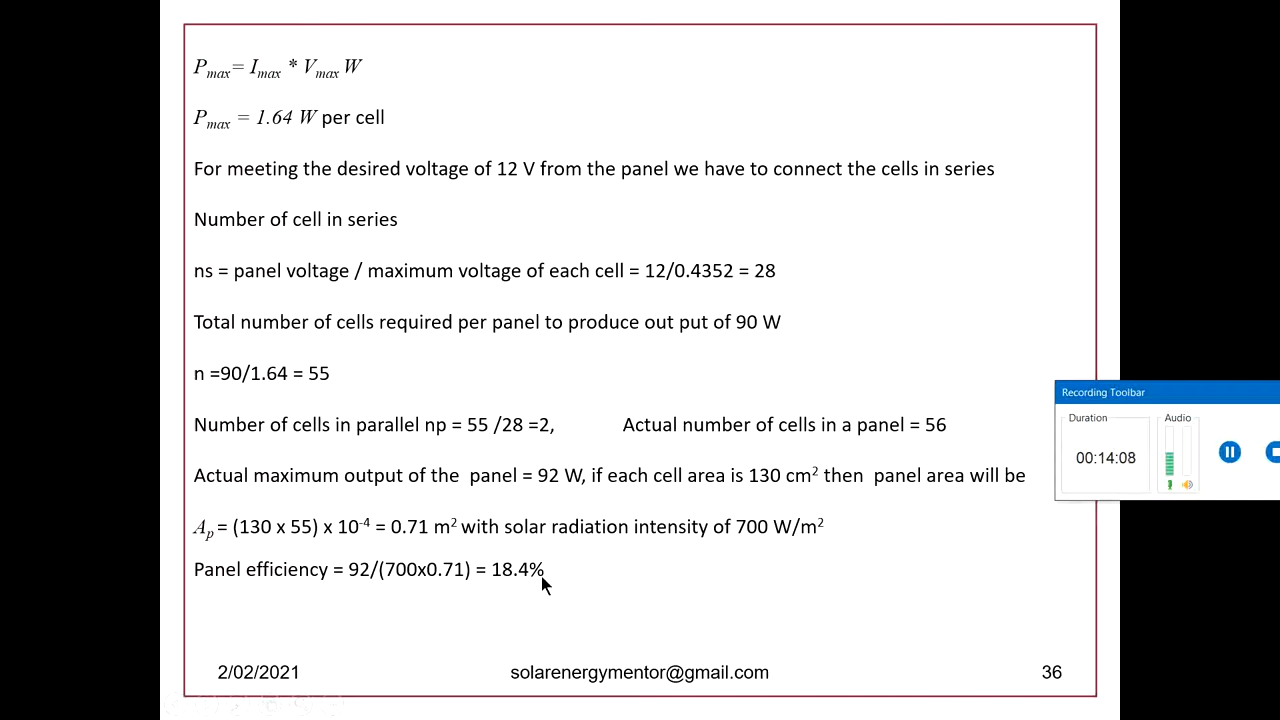 Pmax= Imax * Vmax W
Pmax = 1.64 W per cell
For meeting the desired voltage of 12 V from the panel we have to connect the cells in series
Number of cell in series
ns = panel voltage / maximum voltage of each cell = 12/0.4352 = 28
Total number of cells required per panel to produce out put of 90 W
n =90/1.64 = 55
Number of cells in parallel np = 55 /28 =2, Actual number of cells in a panel = 56
Actual maximum output of the panel = 92 W, if each cell area is 130 cm² then panel area will be
Ap = (130 x 55) x 10⁻⁴ = 0.71 m² with solar radiation intensity of 700 W/m²
Panel efficiency = 92/(700x0.71) = 18.4%
2/02/2021 solarenergymentor@gmail.com 36
Recording Toolbar
Duration Audio
00:14:08